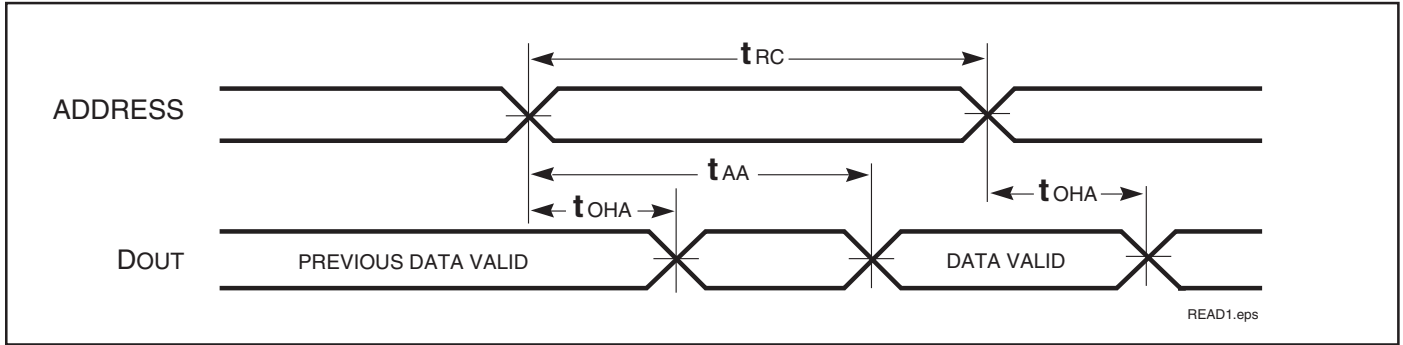 tRC
ADDRESS
tAA
tOHA
tOHA
DOUT
PREVIOUS DATA VALID
DATA VALID
READ1.eps